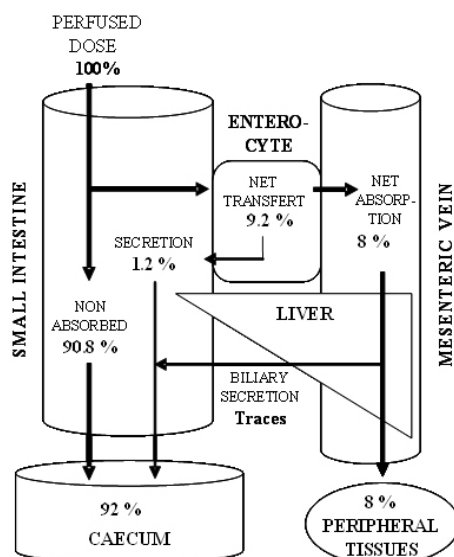 PERFUSED
DOSE
100%
ENTERO-
CYTE
NET
TRANSFERT
9.2 %
NET
ABSORP-
TION
8 %
SECRETION
1.2 %
SMALL INTESTINE
MESENTERIC VEIN
NON
ABSORBED
90.8 %
LIVER
BILIARY
SECRETION
Traces
92 %
CAECUM
8 %
PERIPHERAL
TISSUES